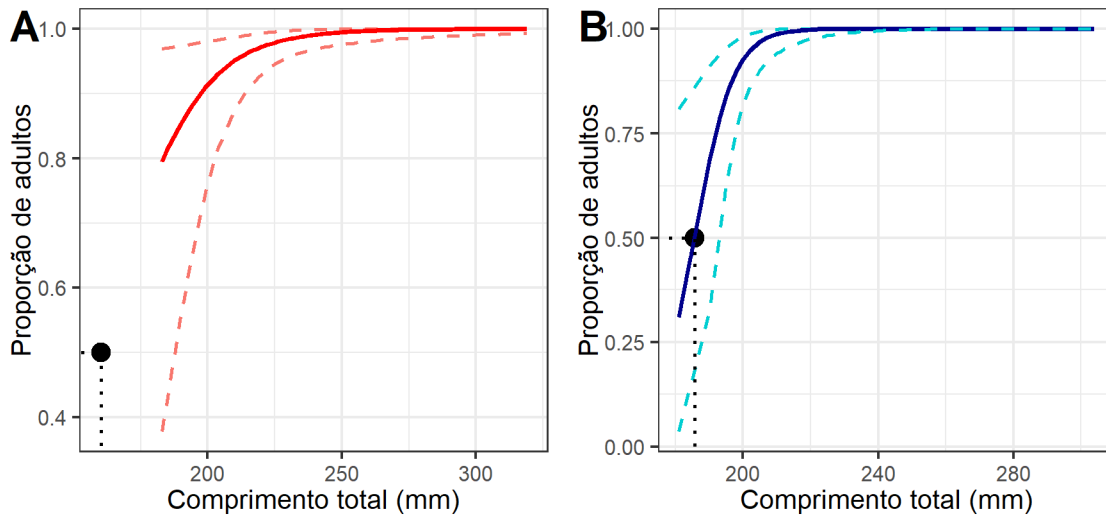 A
Proporção de adultos
1.0
0.8
0.6
0.4
200
250
300
Comprimento total (mm)
B
Proporção de adultos
1.00
0.75
0.50
0.25
0.00
200
240
280
Comprimento total (mm)